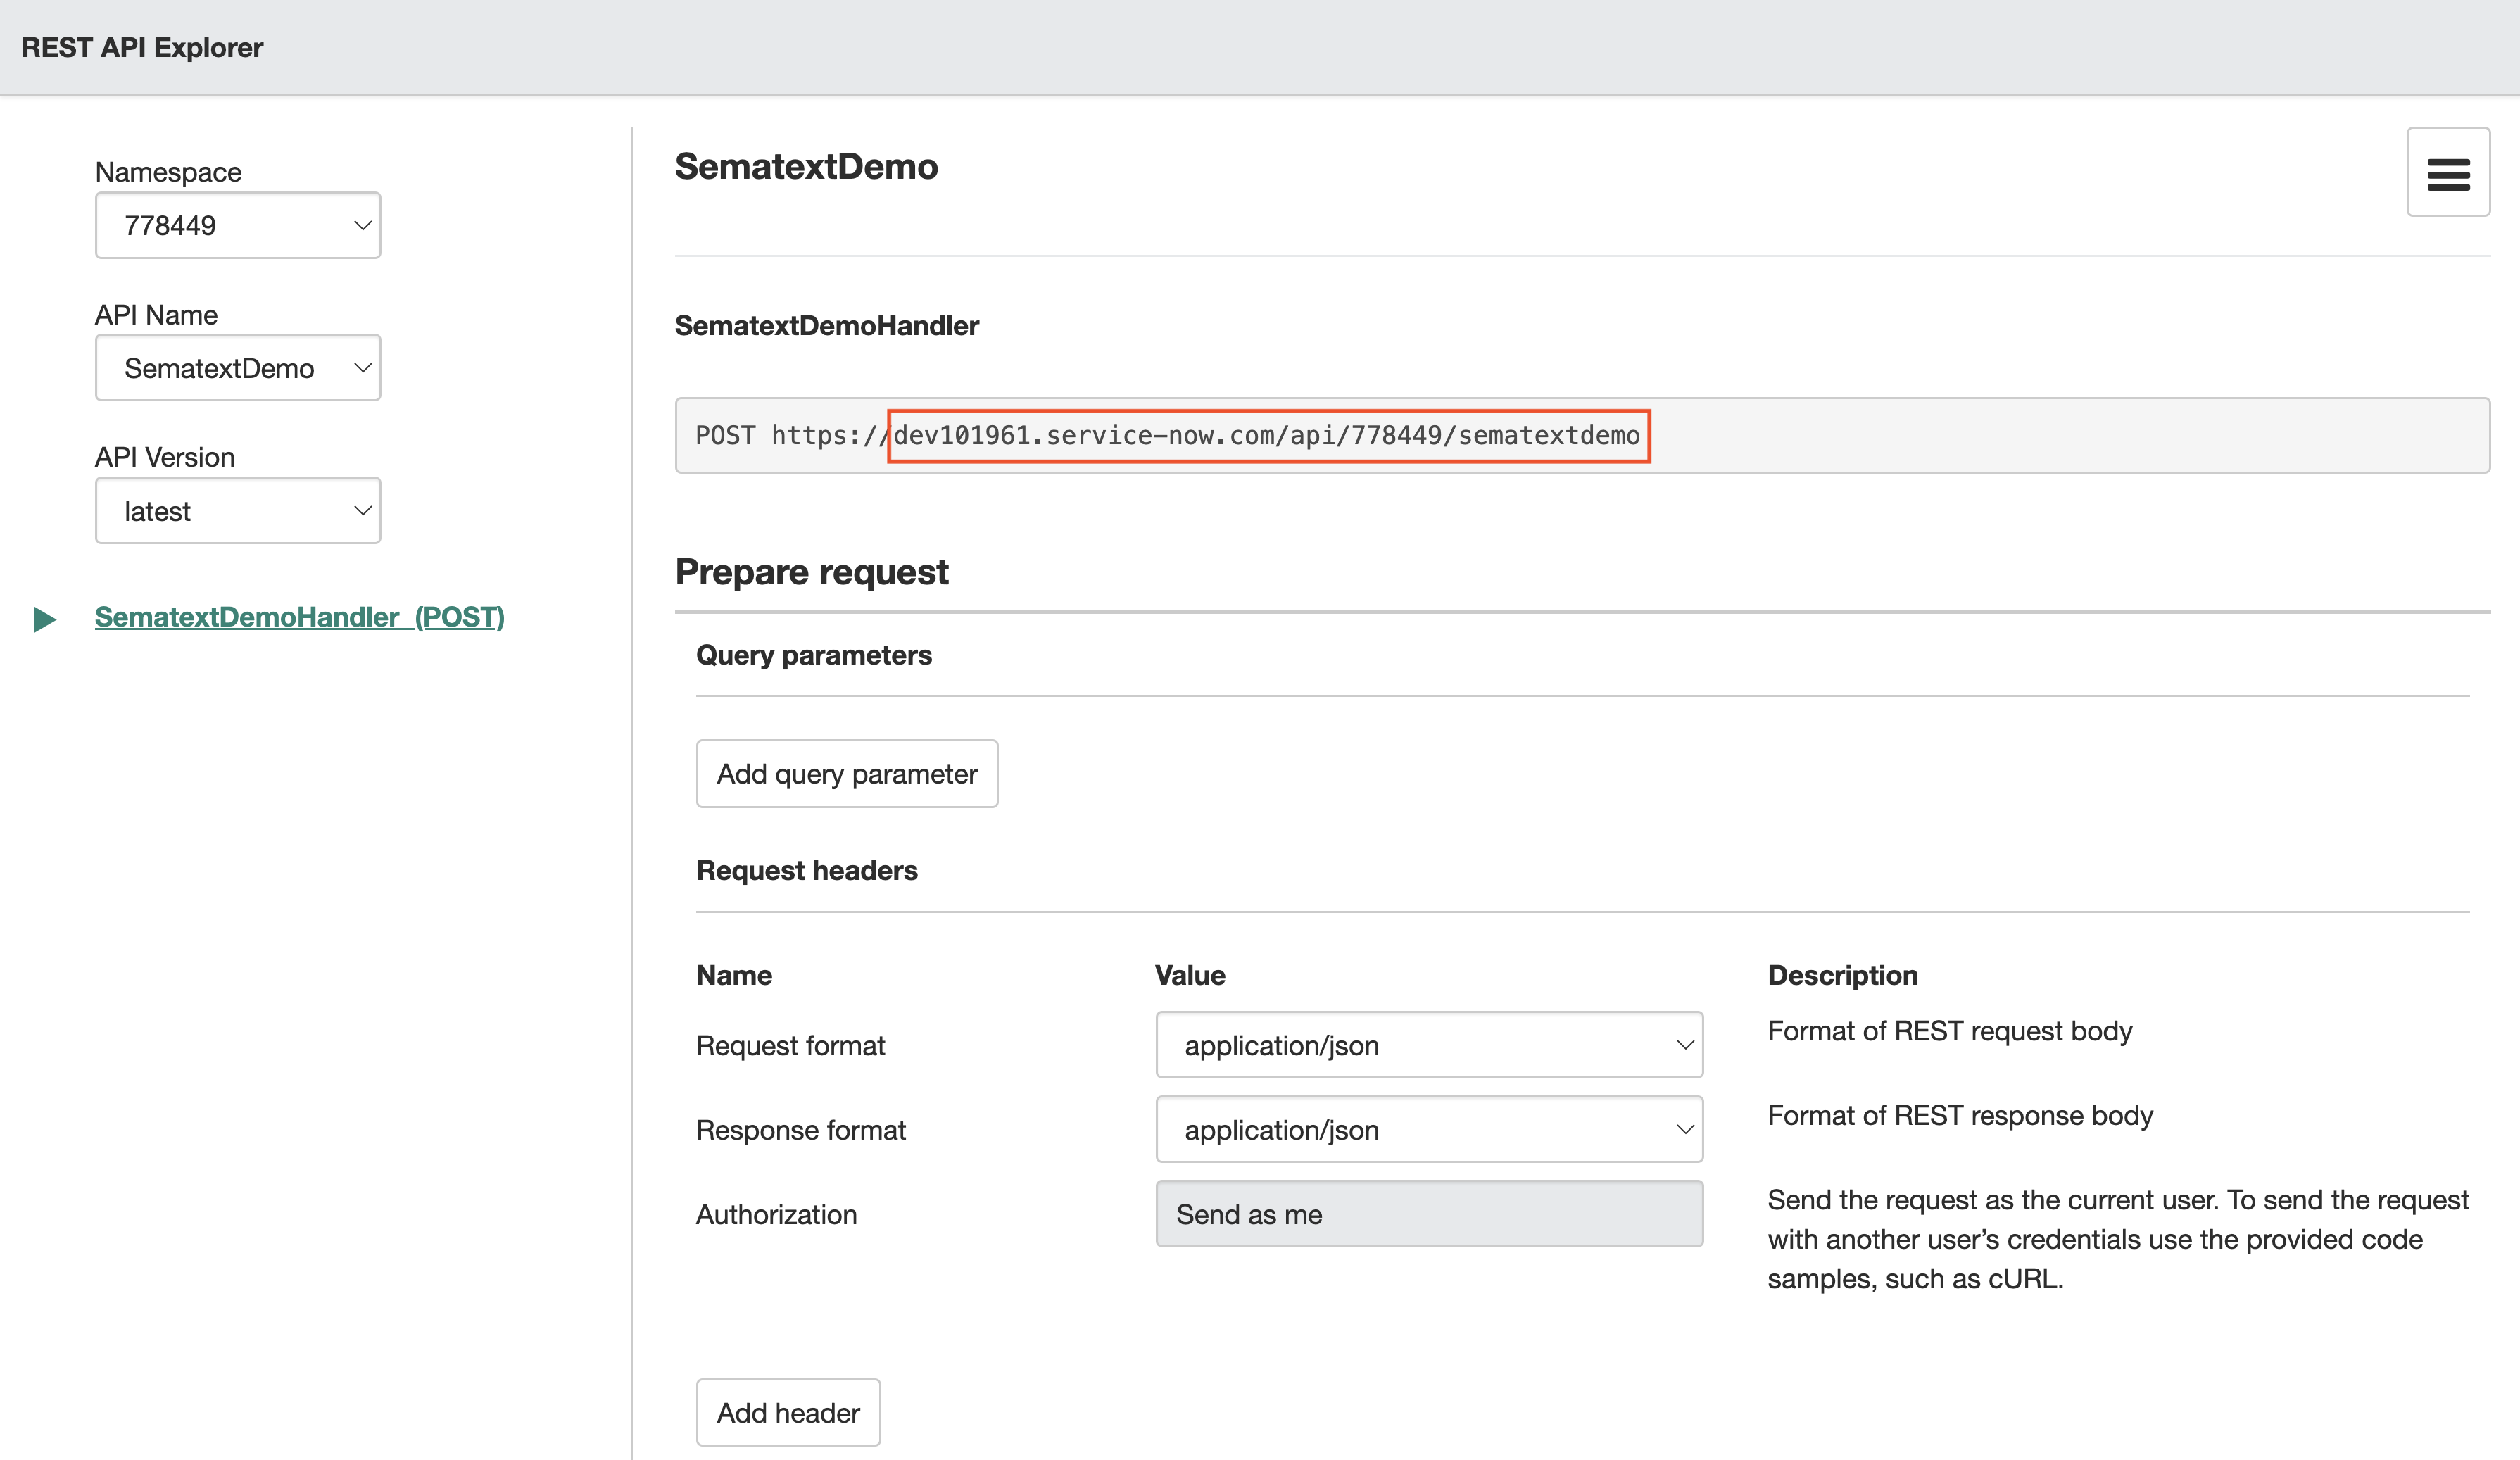 REST API Explorer
Namespace
778449
API Name
SematextDemo
API Version
latest
SematextDemoHandler (POST)
SematextDemo
SematextDemoHandler
POST https://dev101961.service-now.com/api/778449/sematextdemo
Prepare request
Query parameters
Add query parameter
Request headers
Name Value Description
Request format application/json Format of REST request body
Response format application/json Format of REST response body
Authorization Send as me Send the request as the current user. To send the request
with another user’s credentials use the provided code
samples, such as cURL.
Add header